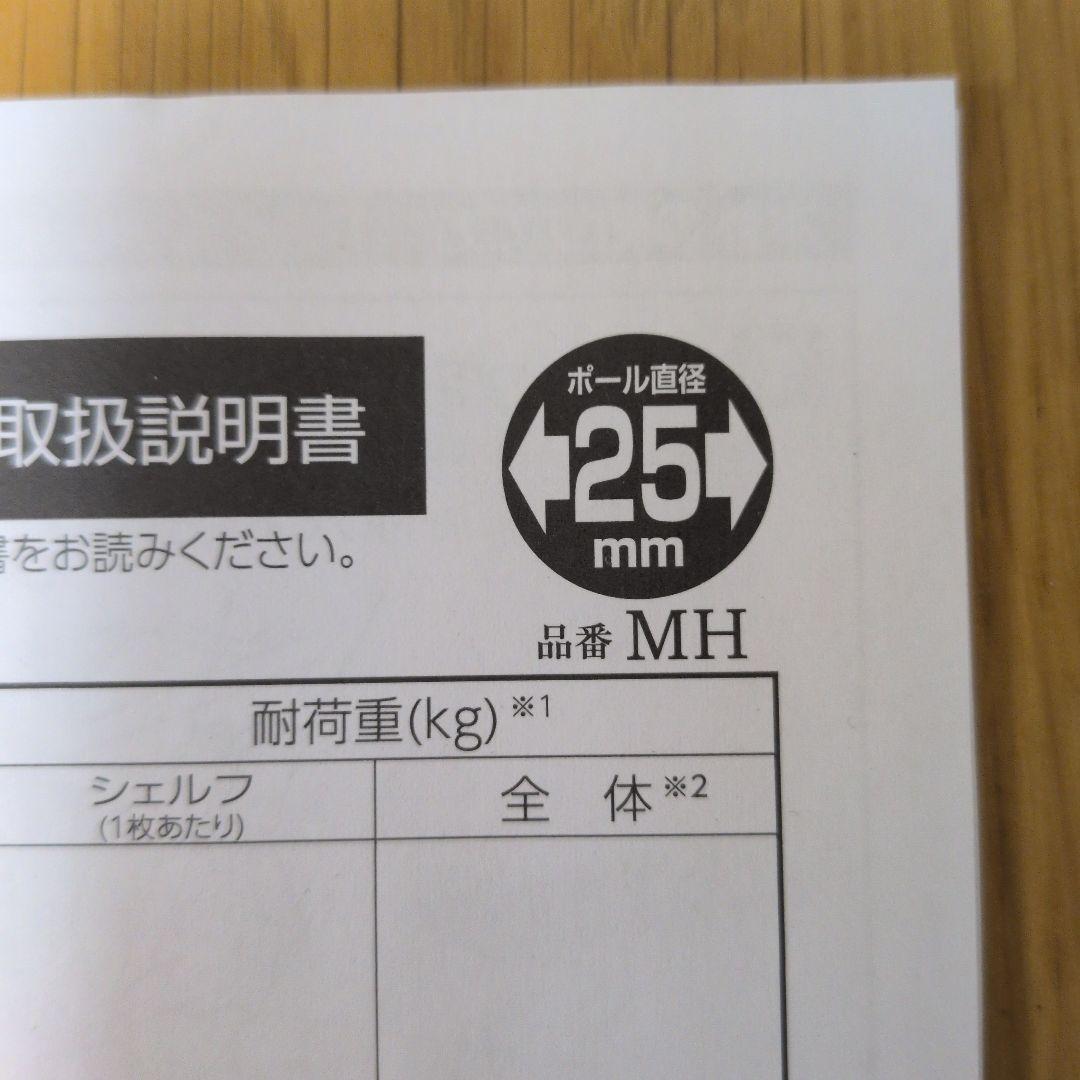 取扱説明書
ポール直径
25
mm
書をお読みください。
品番 MH
耐荷重(kg)※1
シェルフ
(1枚あたり)
全 体※2